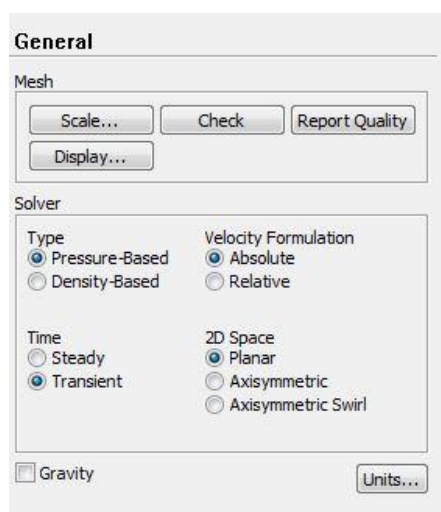 General
Mesh
Scale... Check Report Quality
Display...
Solver
Type Velocity Formulation
Pressure-Based Absolute
Density-Based Relative
Time 2D Space
Steady Planar
Transient Axisymmetric
Axisymmetric Swirl
Gravity Units...